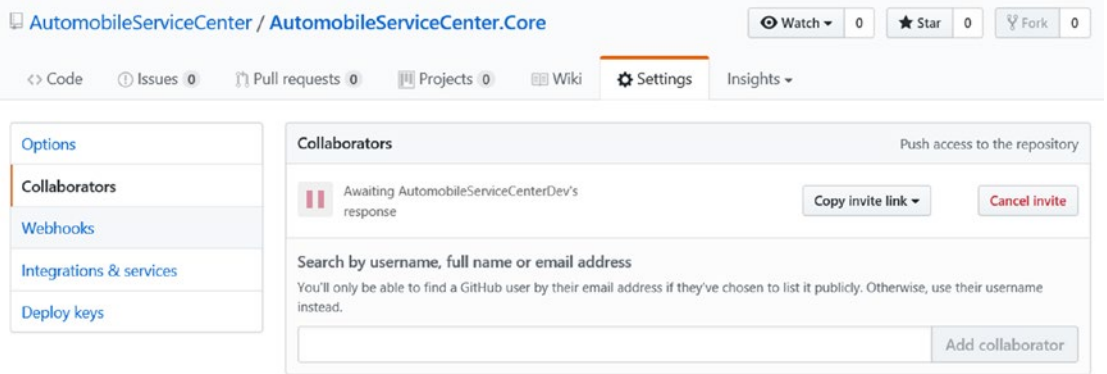 AutomobileServiceCenter / AutomobileServiceCenter.Core
Watch 0 Star 0 Fork 0
<> Code Issues 0 Pull requests 0 Projects 0 Wiki Settings Insights
Options
Collaborators
Webhooks
Integrations & services
Deploy keys
Collaborators Push access to the repository
Awaiting AutomobileServiceCenterDev's
response
Copy invite link
Cancel invite
Search by username, full name or email address
You'll only be able to find a GitHub user by their email address if they've chosen to list it publicly. Otherwise, use their username
instead.
Add collaborator